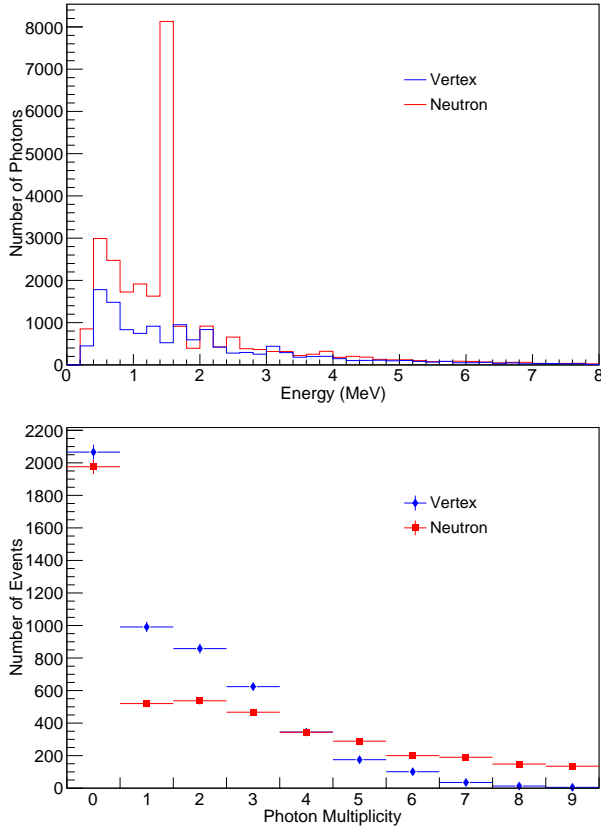 Number of Photons
8000
7000
6000
5000
4000
3000
2000
1000
0
Vertex
Neutron
0 1 2 3 4 5 6 7 8
Energy (MeV)
Number of Events
2200
2000
1800
1600
1400
1200
1000
800
600
400
200
0
Vertex
Neutron
0 1 2 3 4 5 6 7 8 9
Photon Multiplicity